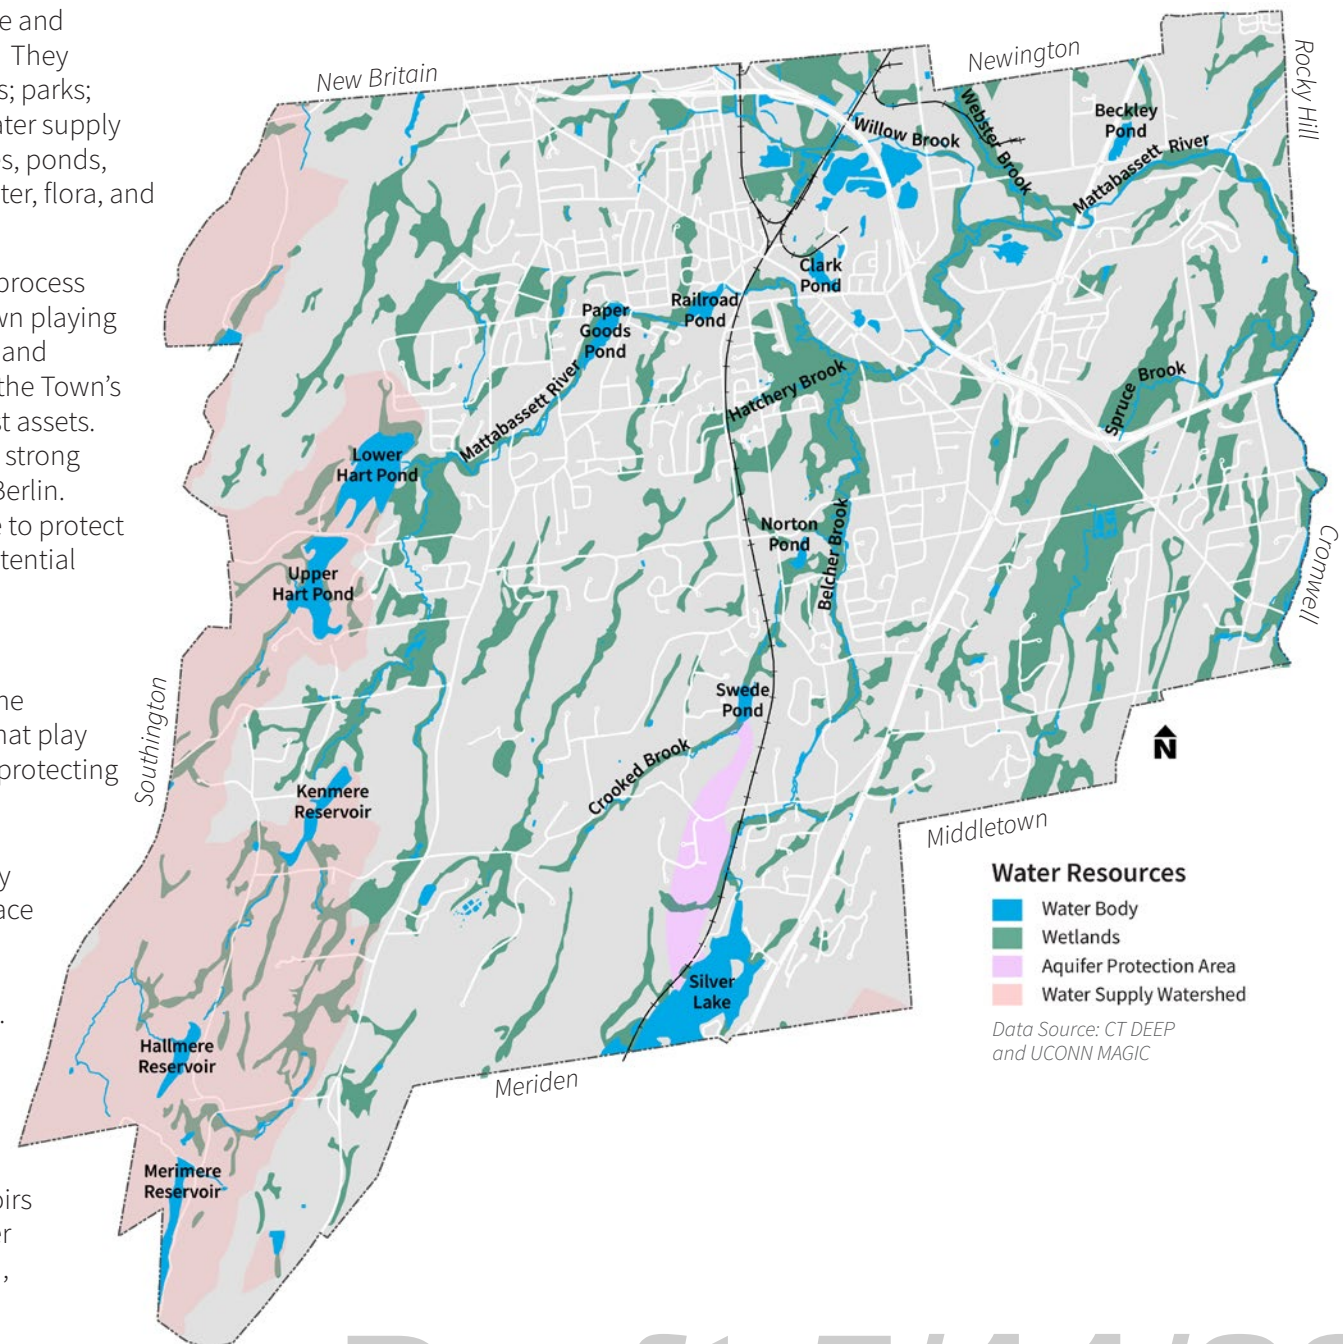 e and
They
s; parks;
ater supply
es, ponds,
ter, flora, and
process
wn playing
and
the Town’s
st assets.
strong
Berlin.
e to protect
tential
ne
hat play
protecting
y
ace
.
irs
er
,
New Britain
Newington
Rocky Hill
Cromwell
Middletown
Meriden
Southington
Willow Brook
Webster Brook
Beckley
Pond
Mattabassett River
Clark
Pond
Railroad
Pond
Paper
Goods
Pond
Mattabassett River
Hatchery Brook
Spruce Brook
Lower
Hart Pond
Upper
Hart Pond
Norton
Pond
Belcher Brook
Swede
Pond
Crooked Brook
Kenmere
Reservoir
Silver
Lake
Hallmere
Reservoir
Merimere
Reservoir
N
Water Resources
Water Body
Wetlands
Aquifer Protection Area
Water Supply Watershed
Data Source: CT DEEP
and UCONN MAGIC